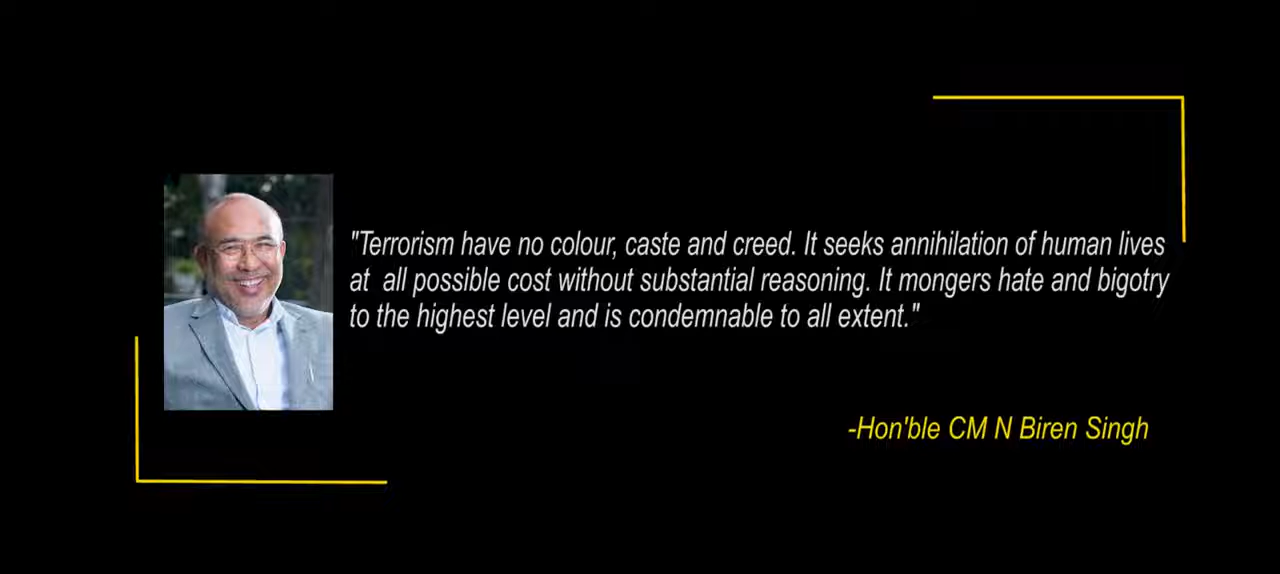 "Terrorism have no colour, caste and creed. It seeks annihilation of human lives
at all possible cost without substantial reasoning. It mongers hate and bigotry
to the highest level and is condemnable to all extent."
-Hon'ble CM N Biren Singh